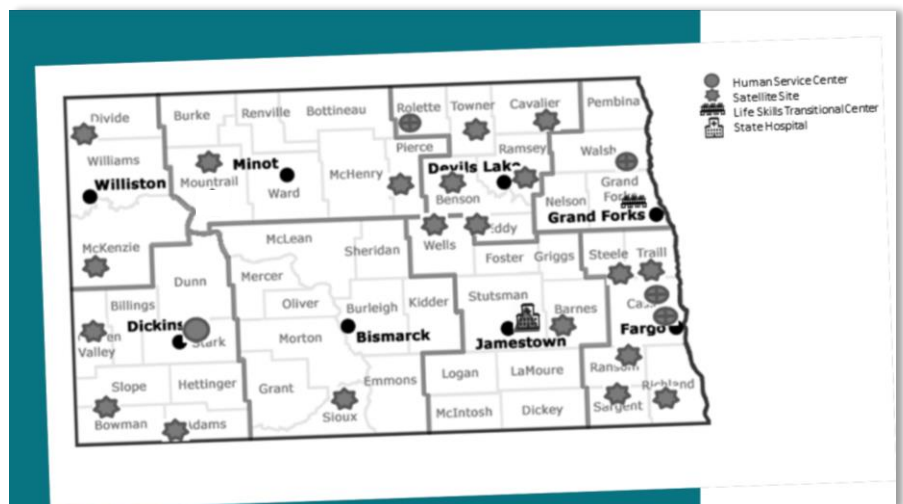 Human Service Center
Satellite Site
Life Skills Transitional Center
State Hospital
Divide
Burke
Renville
Bottineau
Rolette
Towner
Cavalier
Pembina
Pierce
Ramsey
Walsh
Williams
Minot
Devils Lake
Williston
Mountrail
Ward
McHenry
Benson
Nelson
Grand
Forks
Grand Forks
McKenzie
McLean
Sheridan
Wells
Eddy
Foster
Griggs
Steele
Traill
Dunn
Mercer
Billings
Oliver
Burleigh
Kidder
Stutsman
Barnes
Cass
Dickins
Stark
Valley
Morton
Bismarck
Jamestown
Fargo
Slope
Hettinger
Grant
Emmons
Logan
LaMoure
Ransom
Richland
Bowman
Adams
Sioux
McIntosh
Dickey
Sargent